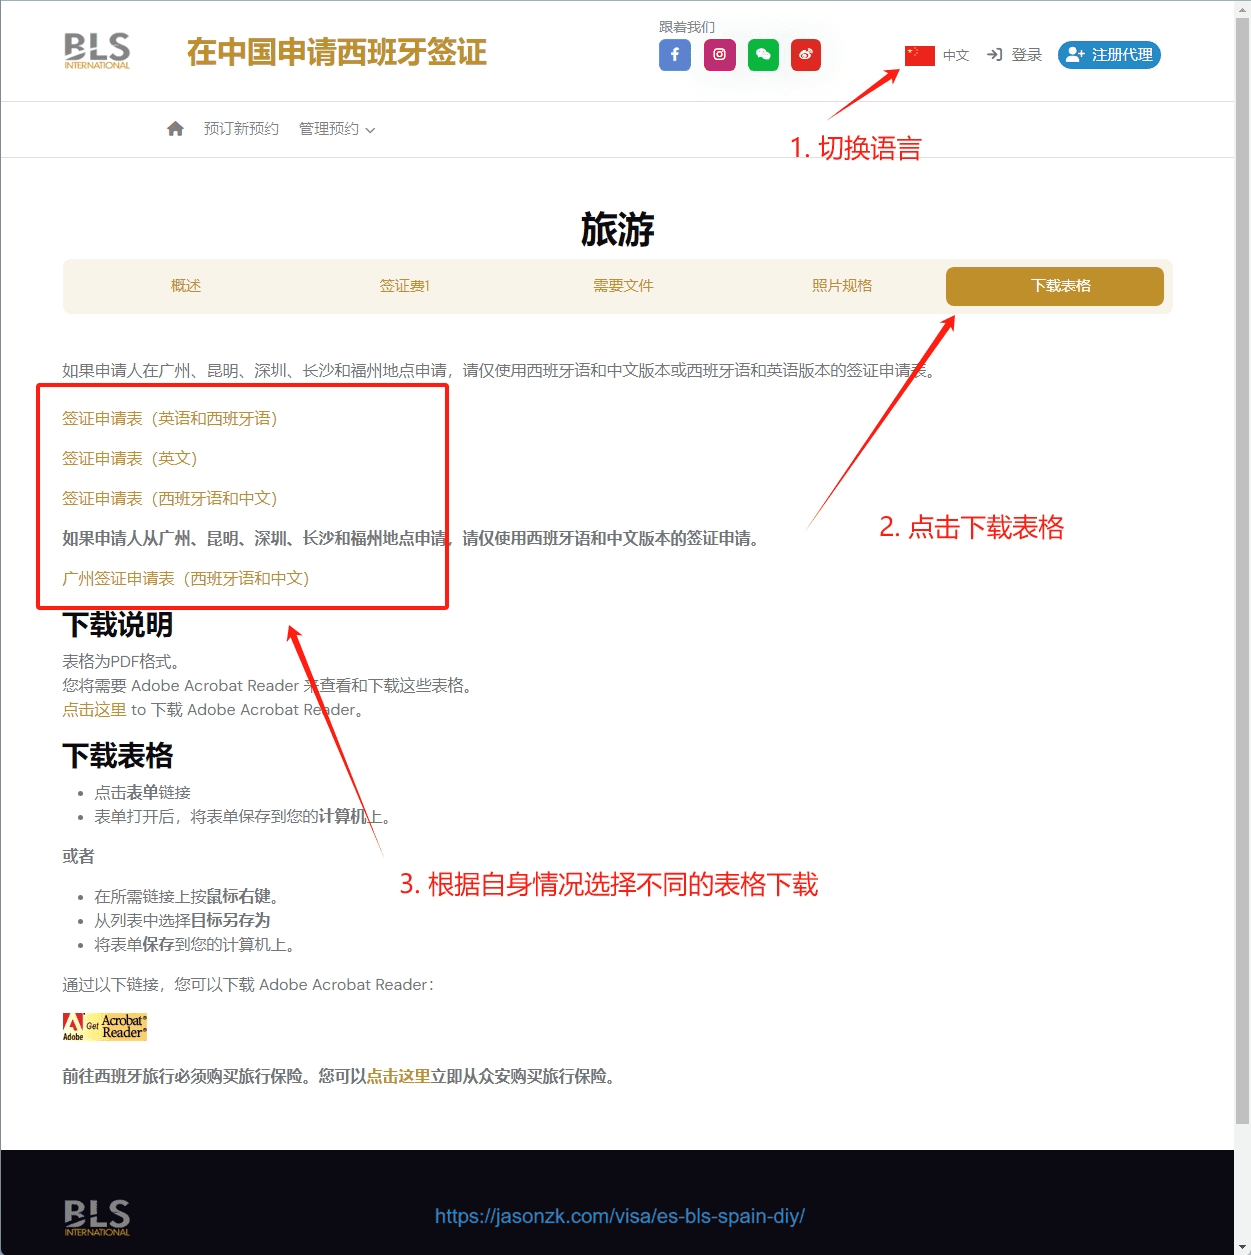 BLS
INTERNATIONAL
在中国申请西班牙签证
跟着我们
中文
登录
注册代理
预订新预约
管理预约
1. 切换语言
旅游
概述
签证费1
需要文件
照片规格
下载表格
如果申请人在广州、昆明、深圳、长沙和福州地点申请，请仅使用西班牙语和中文版本或西班牙语和英语版本的签证申请表。
签证申请表（英语和西班牙语）
签证申请表（英文）
签证申请表（西班牙语和中文）
2. 点击下载表格
如果申请人从广州、昆明、深圳、长沙和福州地点申请，请仅使用西班牙语和中文版本的签证申请。
广州签证申请表（西班牙语和中文）
下载说明
表格为PDF格式。
您将需要 Adobe Acrobat Reader 来查看和下载这些表格。
点击这里 to 下载 Adobe Acrobat Reader。
下载表格
点击表单链接
表单打开后，将表单保存到您的计算机上。
或者
3. 根据自身情况选择不同的表格下载
在所需链接上按鼠标右键。
从列表中选择目标另存为
将表单保存到您的计算机上。
通过以下链接，您可以下载 Adobe Acrobat Reader：
Adobe Get Acrobat® Reader®
前往西班牙旅行必须购买旅行保险。您可以点击这里立即从众安购买旅行保险。
BLS
INTERNATIONAL
https://jasonzk.com/visa/es-bls-spain-diy/